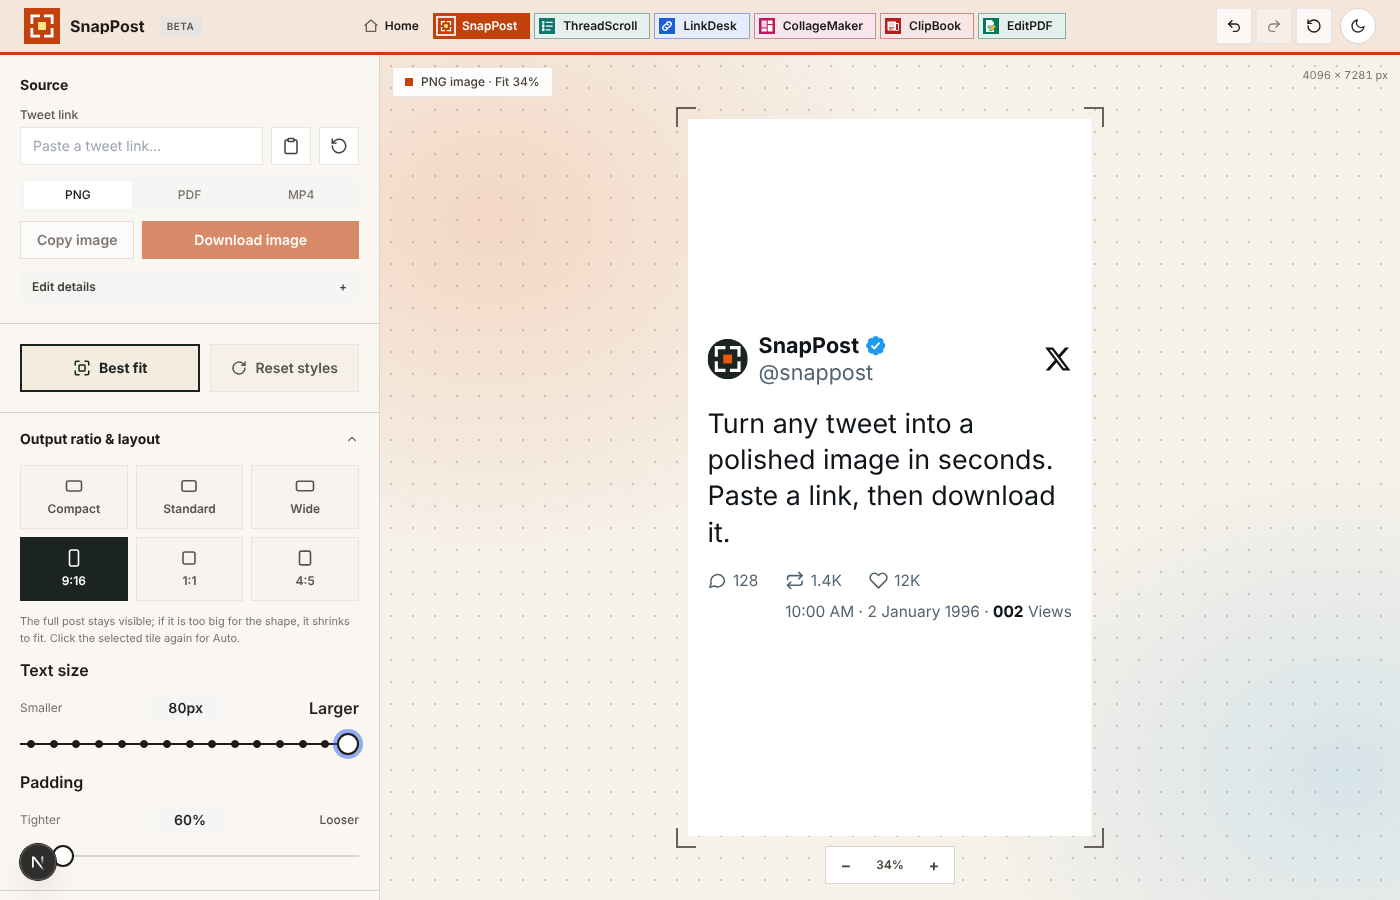 SnapPost BETA
Home SnapPost ThreadScroll LinkDesk CollageMaker ClipBook EditPDF
Source
Tweet link
Paste a tweet link...
PNG PDF MP4
Copy image Download image
Edit details +
Best fit Reset styles
Output ratio & layout
Compact Standard Wide
9:16 1:1 4:5
The full post stays visible; if it is too big for the shape, it shrinks
to fit. Click the selected tile again for Auto.
Text size
Smaller 80px Larger
Padding
Tighter 60% Looser
N
PNG image · Fit 34%
4096 × 7281 px
SnapPost
@snappost
X
Turn any tweet into a
polished image in seconds.
Paste a link, then download
it.
128 1.4K 12K
10:00 AM · 2 January 1996 · 002 Views
− 34% +